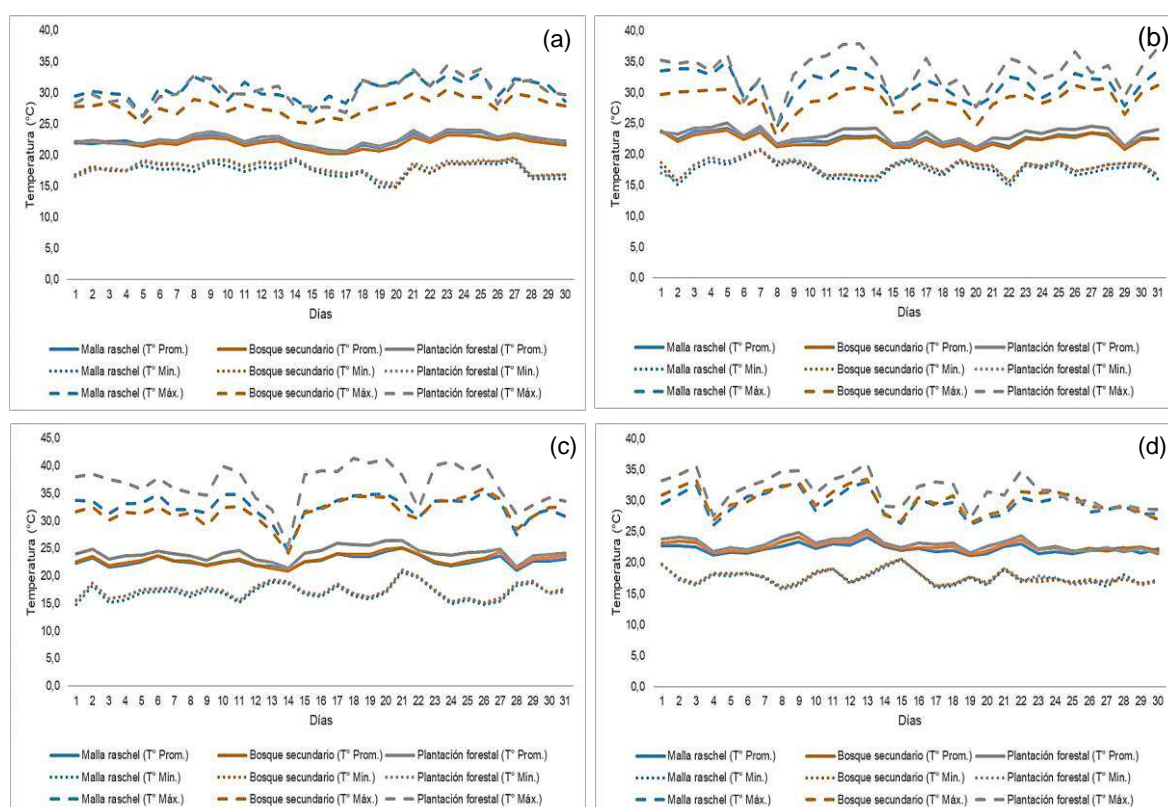 (a)
40,0
35,0
30,0
25,0
20,0
15,0
10,0
5,0
0,0
Temperatura (°C)
1 2 3 4 5 6 7 8 9 10 11 12 13 14 15 16 17 18 19 20 21 22 23 24 25 26 27 28 29 30
Días
Malla raschel (T° Prom.) Bosque secundario (T° Prom.) Plantación forestal (T° Prom.)
Malla raschel (T° Min.) Bosque secundario (T° Min.) Plantación forestal (T° Min.)
Malla raschel (T° Máx.) Bosque secundario (T° Máx.) Plantación forestal (T° Máx.)
(b)
40,0
35,0
30,0
25,0
20,0
15,0
10,0
5,0
0,0
Temperatura (°C)
1 2 3 4 5 6 7 8 9 10 11 12 13 14 15 16 17 18 19 20 21 22 23 24 25 26 27 28 29 30 31
Días
Malla raschel (T° Prom.) Bosque secundario (T° Prom.) Plantación forestal (T° Prom.)
Malla raschel (T° Min.) Bosque secundario (T° Min.) Plantación forestal (T° Min.)
Malla raschel (T° Máx.) Bosque secundario (T° Máx.) Plantación forestal (T° Máx.)
(c)
45,0
40,0
35,0
30,0
25,0
20,0
15,0
10,0
5,0
0,0
Temperatura (°C)
1 2 3 4 5 6 7 8 9 10 11 12 13 14 15 16 17 18 19 20 21 22 23 24 25 26 27 28 29 30 31
Días
Malla raschel (T° Prom.) Bosque secundario (T° Prom.) Plantación forestal (T° Prom.)
Malla raschel (T° Min.) Bosque secundario (T° Min.) Plantación forestal (T° Min.)
Malla raschel (T° Máx.) Bosque secundario (T° Máx.) Plantación forestal (T° Máx.)
(d)
40,0
35,0
30,0
25,0
20,0
15,0
10,0
5,0
0,0
Temperatura (°C)
1 2 3 4 5 6 7 8 9 10 11 12 13 14 15 16 17 18 19 20 21 22 23 24 25 26 27 28 29 30
Días
Malla raschel (T° Prom.) Bosque secundario (T° Prom.) Plantación forestal (T° Prom.)
Malla raschel (T° Min.) Bosque secundario (T° Min.) Plantación forestal (T° Min.)
Malla raschel (T° Máx.) Bosque secundario (T° Máx.) Plantación forestal (T° Máx.)